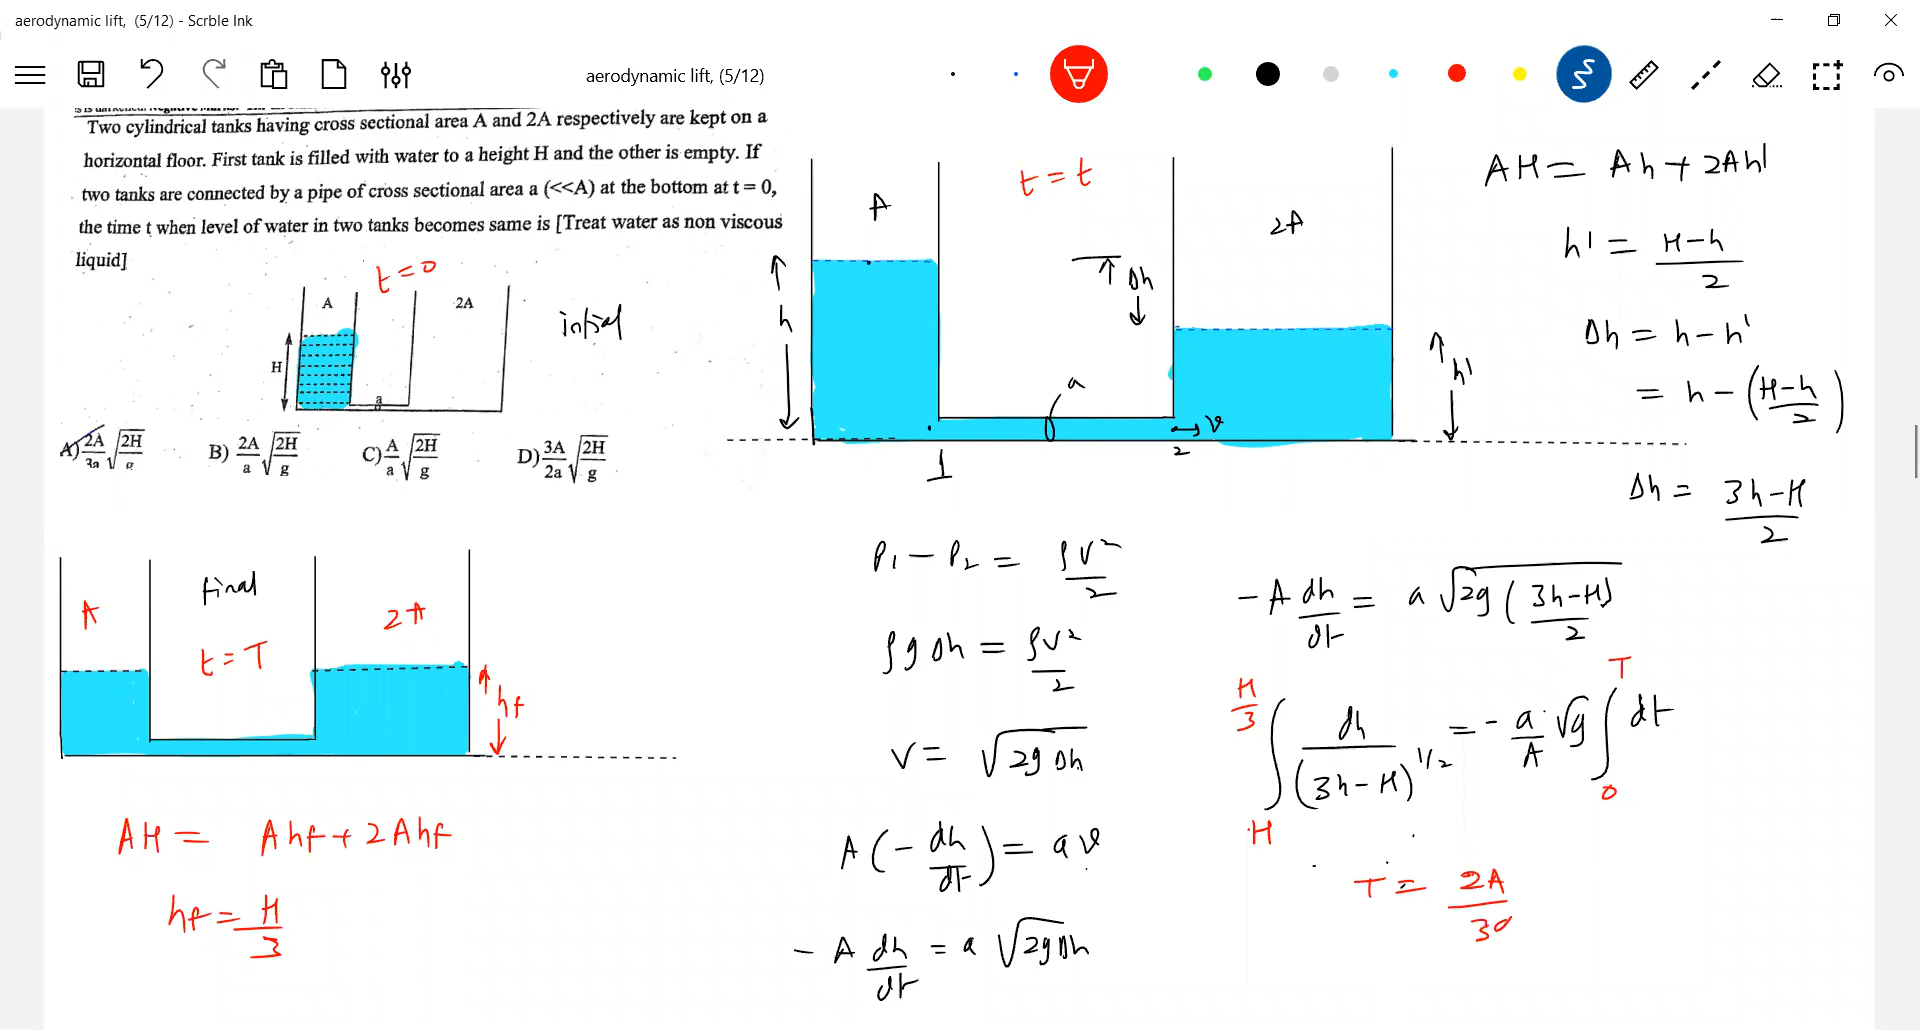 aerodynamic lift, (5/12) - Scrble Ink
aerodynamic lift, (5/12)
Two cylindrical tanks having cross sectional area A and 2A respectively are kept on a
horizontal floor. First tank is filled with water to a height H and the other is empty. If
two tanks are connected by a pipe of cross sectional area a (<<A) at the bottom at t = 0,
the time t when level of water in two tanks becomes same is [Treat water as non viscous
liquid]
t = 0
A
2A
initial
H
a
A) 2A/3a √(2H/g)
B) 2A/a √(2H/g)
C) A/a √(2H/g)
D) 3A/2a √(2H/g)
final
A
2A
t = T
hf
AH = Ahf + 2Ahf
hf = H/3
A
t = t
2A
h
Δh
h'
a
v
1
2
P₁ − P₂ = ρv²/2
ρgΔh = ρv²/2
v = √(2gΔh)
A(− dh/dt) = av
− A dh/dt = a √(2gΔh)
AH = Ah + 2Ah'
h' = H−h/2
Δh = h − h'
= h − (H−h/2)
Δh = 3h−H/2
− A dh/dt = a √(2g(3h−H/2))
∫ H H/3 dh/(3h−H)^1/2 = − a/A √g ∫ 0 T dt
T = 2A/3a